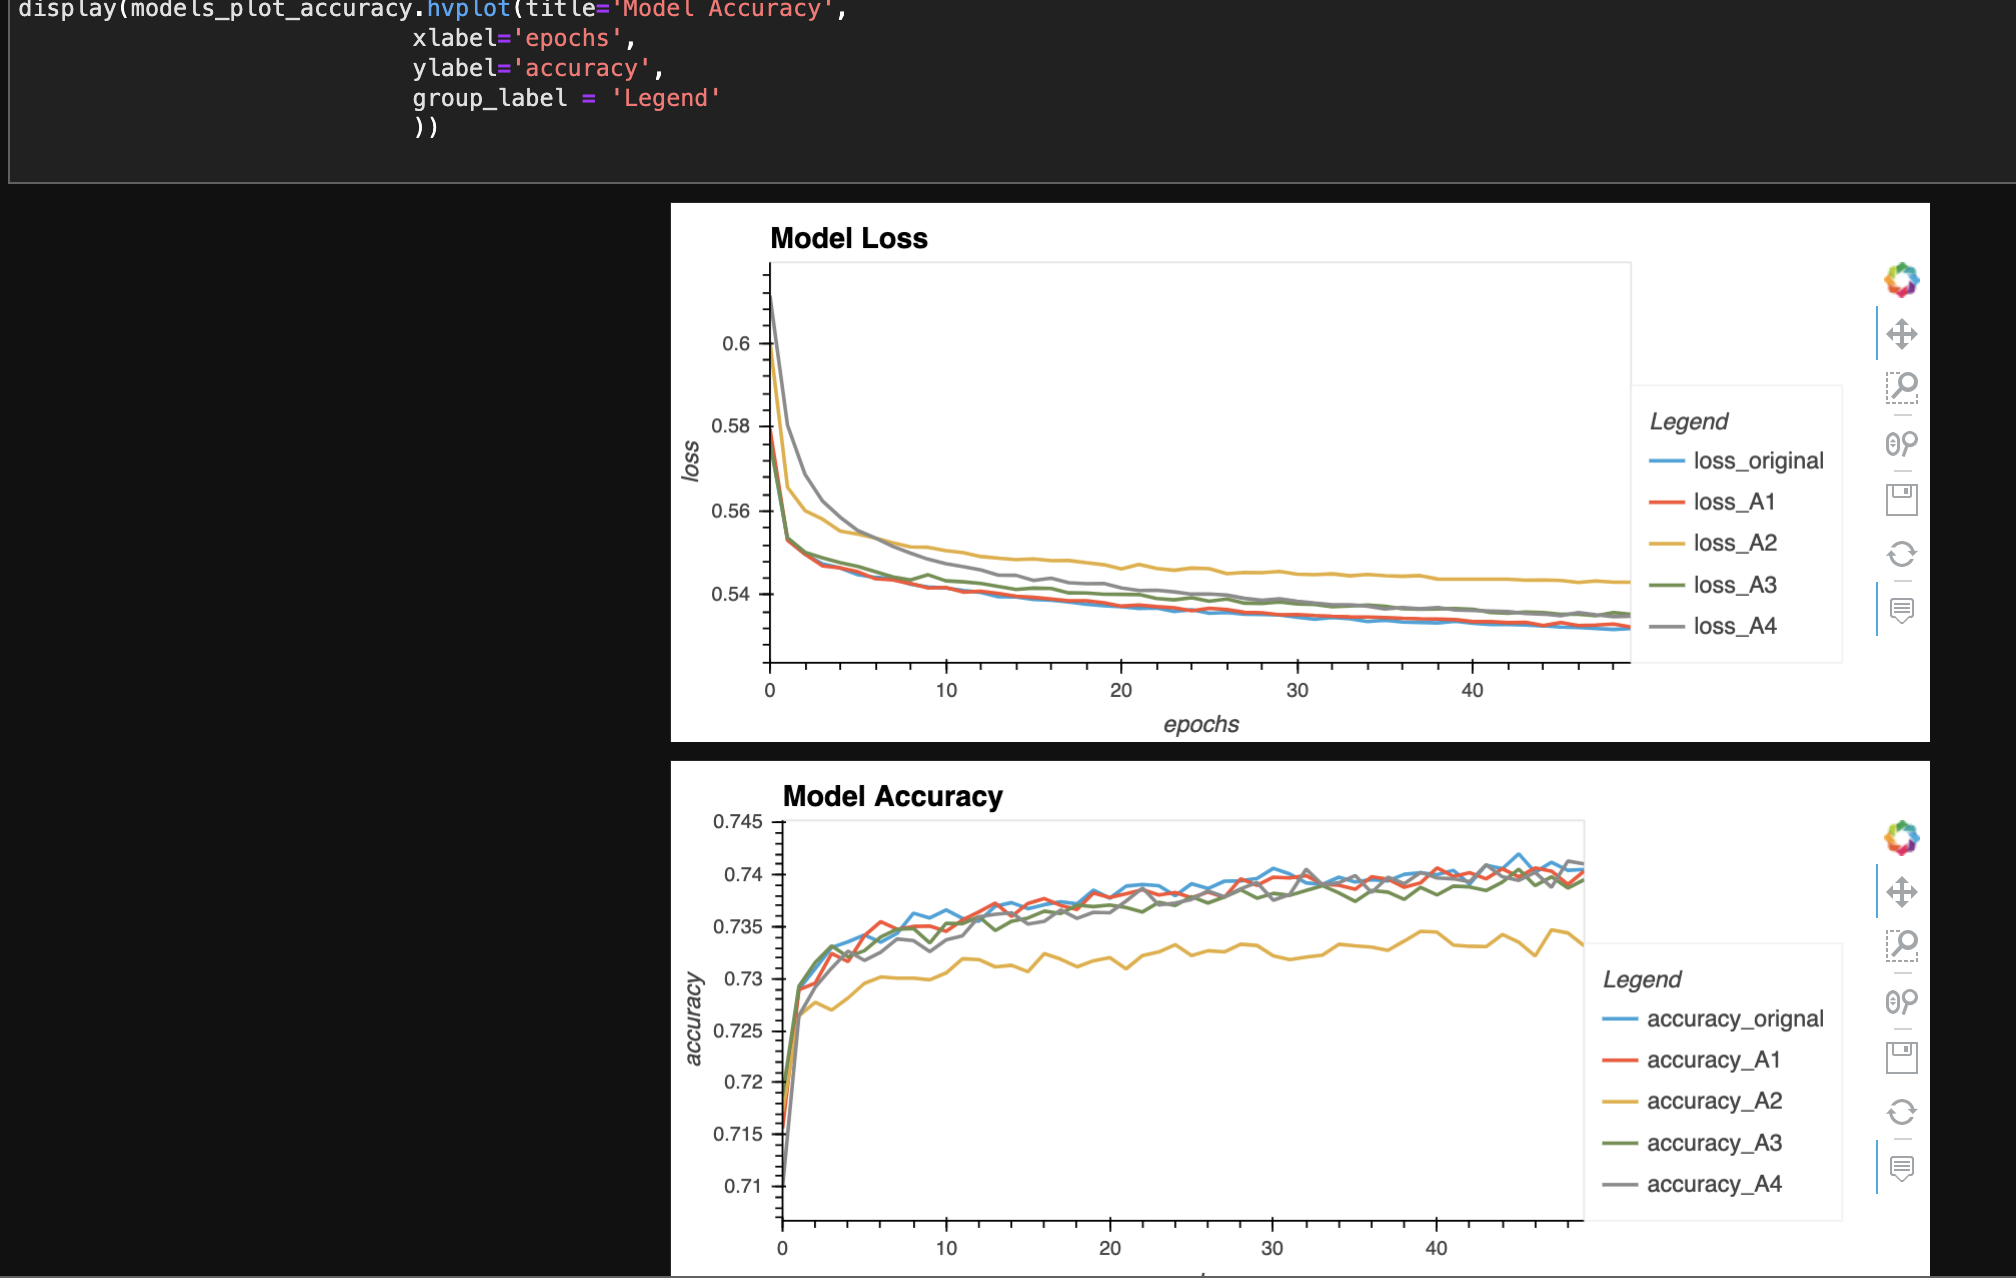 display(models_plot_accuracy.hvplot(title='Model Accuracy',
xlabel='epochs',
ylabel='accuracy',
group_label = 'Legend'
))
Model Loss
0.6
0.58
0.56
0.54
loss
0
10
20
30
40
epochs
Legend
loss_original
loss_A1
loss_A2
loss_A3
loss_A4
Model Accuracy
0.745
0.74
0.735
0.73
0.725
0.72
0.715
0.71
accuracy
0
10
20
30
40
Legend
accuracy_orignal
accuracy_A1
accuracy_A2
accuracy_A3
accuracy_A4